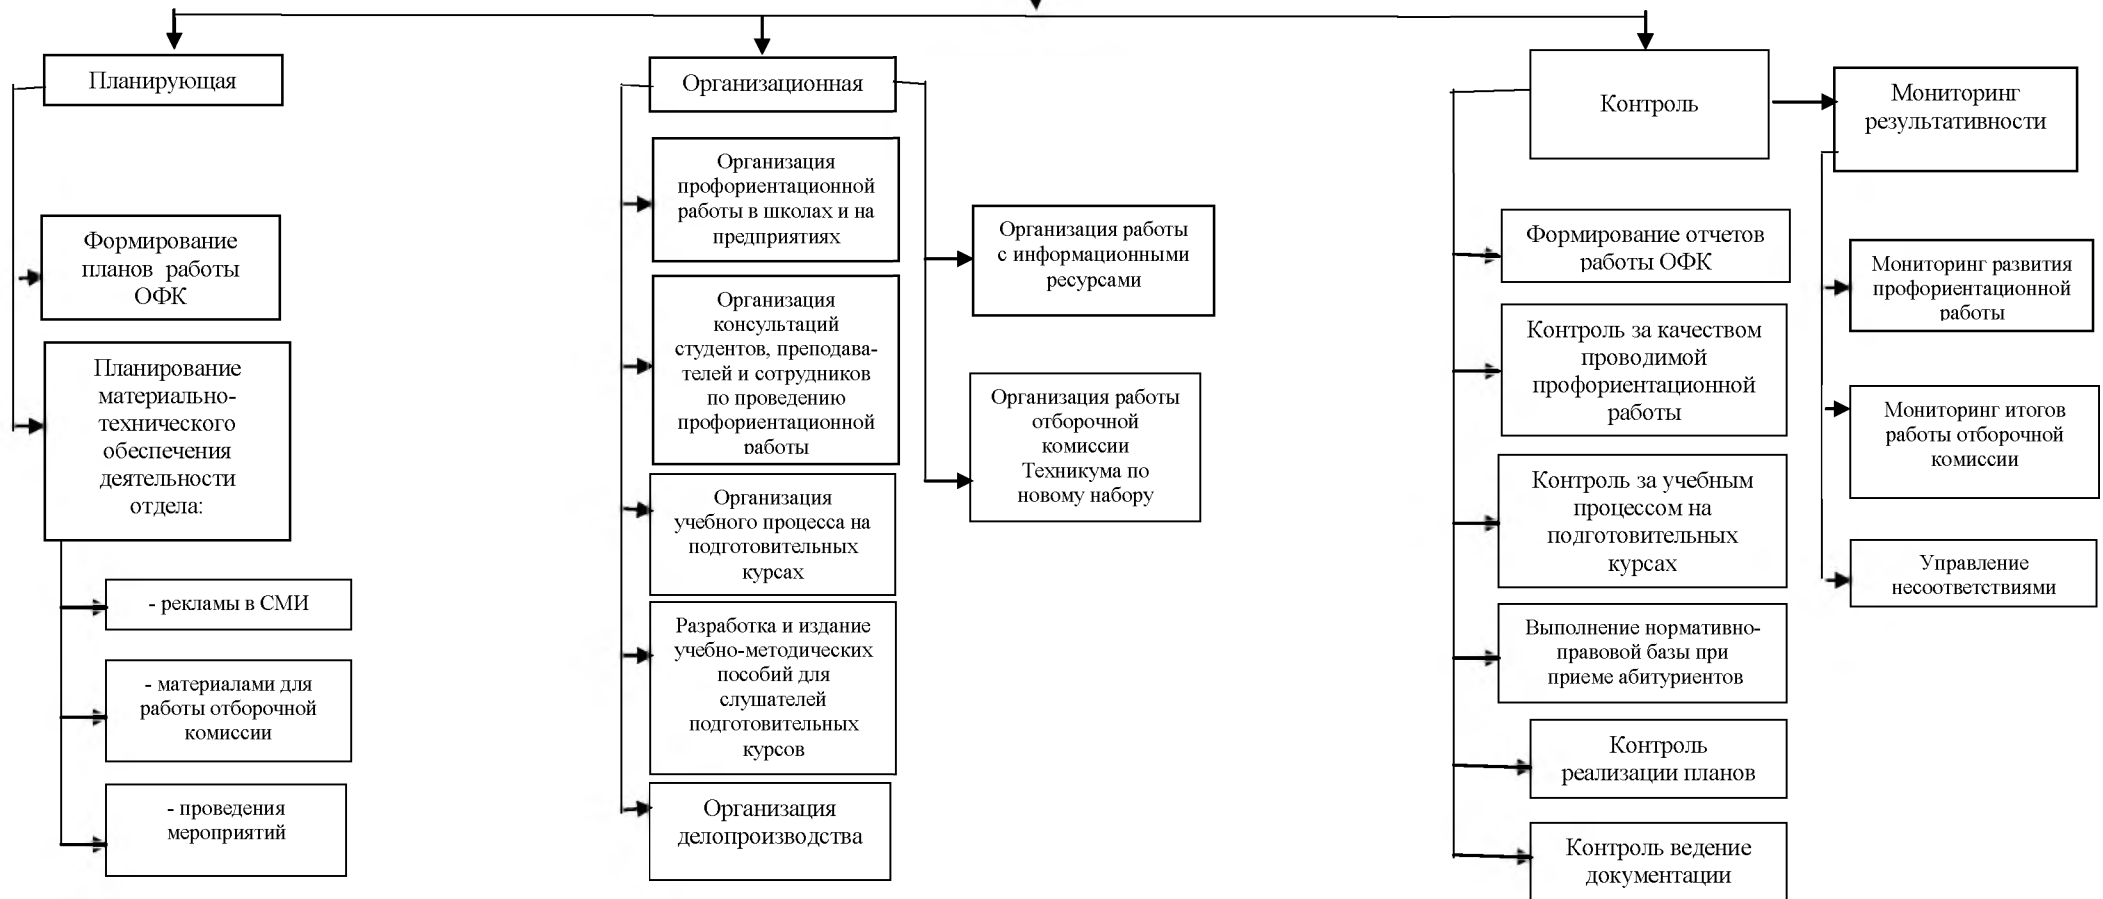 Планирующая
Формирование
планов работы
ОФК
Планирование
материально-
технического
обеспечения
деятельности
отдела:
- рекламы в СМИ
- материалами для
работы отборочной
комиссии
- проведения
мероприятий
Организационная
Организация
профориентационной
работы в школах и на
предприятиях
Организация
консультаций
студентов, преподава-
телей и сотрудников
по проведению
профориентационной
работы
Организация
учебного процесса на
подготовительных
курсах
Разработка и издание
учебно-методических
пособий для
слушателей
подготовительных
курсов
Организация
делопроизводства
Организация работы
с информационными
ресурсами
Организация работы
отборочной
комиссии
Техникума по
новому набору
Контроль
Формирование отчетов
работы ОФК
Контроль за качеством
проводимой
профориентационной
работы
Контроль за учебным
процессом на
подготовительных
курсах
Выполнение нормативно-
правовой базы при
приеме абитуриентов
Контроль
реализации планов
Контроль ведение
документации
Мониторинг
результативности
Мониторинг развития
профориентационной
работы
Мониторинг итогов
работы отборочной
комиссии
Управление
несоответствиями